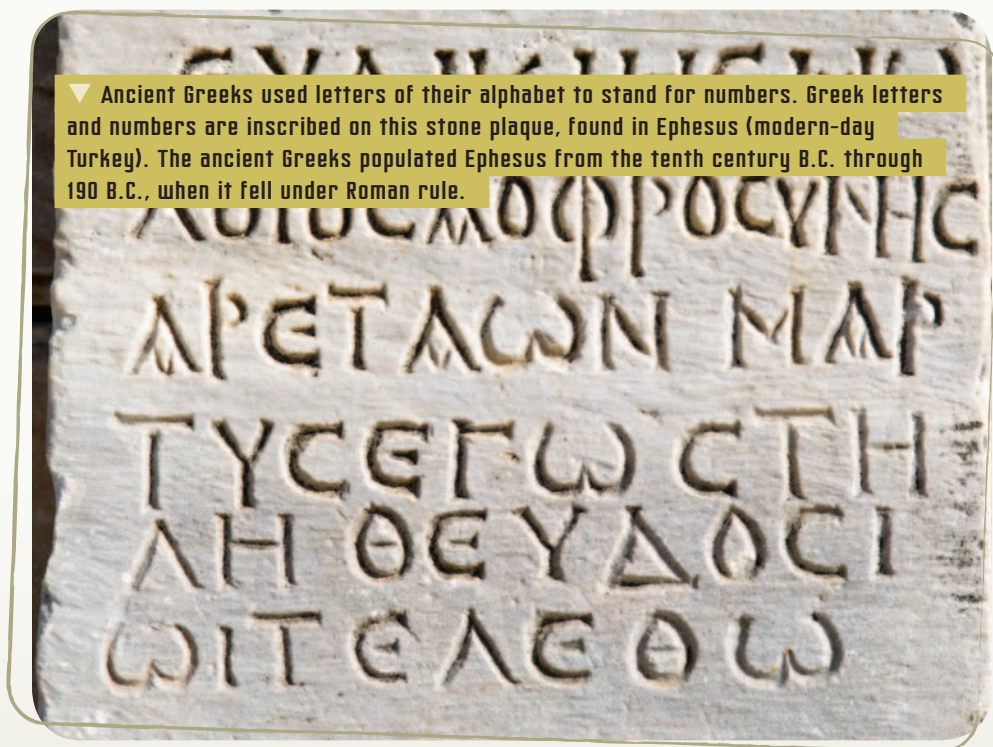 Ancient Greeks used letters of their alphabet to stand for numbers. Greek letters
and numbers are inscribed on this stone plaque, found in Ephesus (modern-day
Turkey). The ancient Greeks populated Ephesus from the tenth century B.C. through
190 B.C., when it fell under Roman rule.
CΑΟΦΡΟCΥΝΗC
ΑΡΕΤΑΩΝ ΜΑΡ
ΤΥCΕΓΩ CΤΗ
ΛΗ ΘΕΥΔΟCΙ
ΩΙΤΕΛΕΘΩ